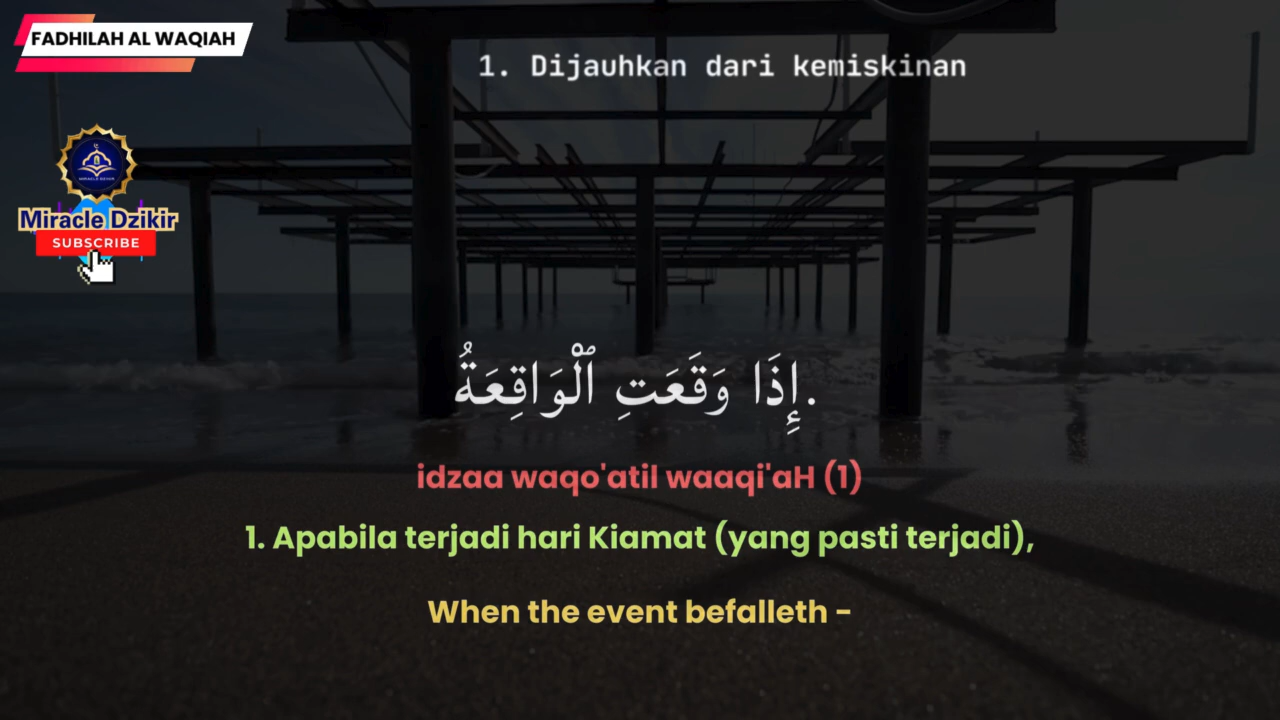 FADHILAH AL WAQIAH
1. Dijauhkan dari kemiskinan
Miracle Dzikir
SUBSCRIBE
.إِذَا وَقَعَتِ ٱلْوَاقِعَةُ
idzaa waqo'atil waaqi'aH (1)
1. Apabila terjadi hari Kiamat (yang pasti terjadi),
When the event befalleth -